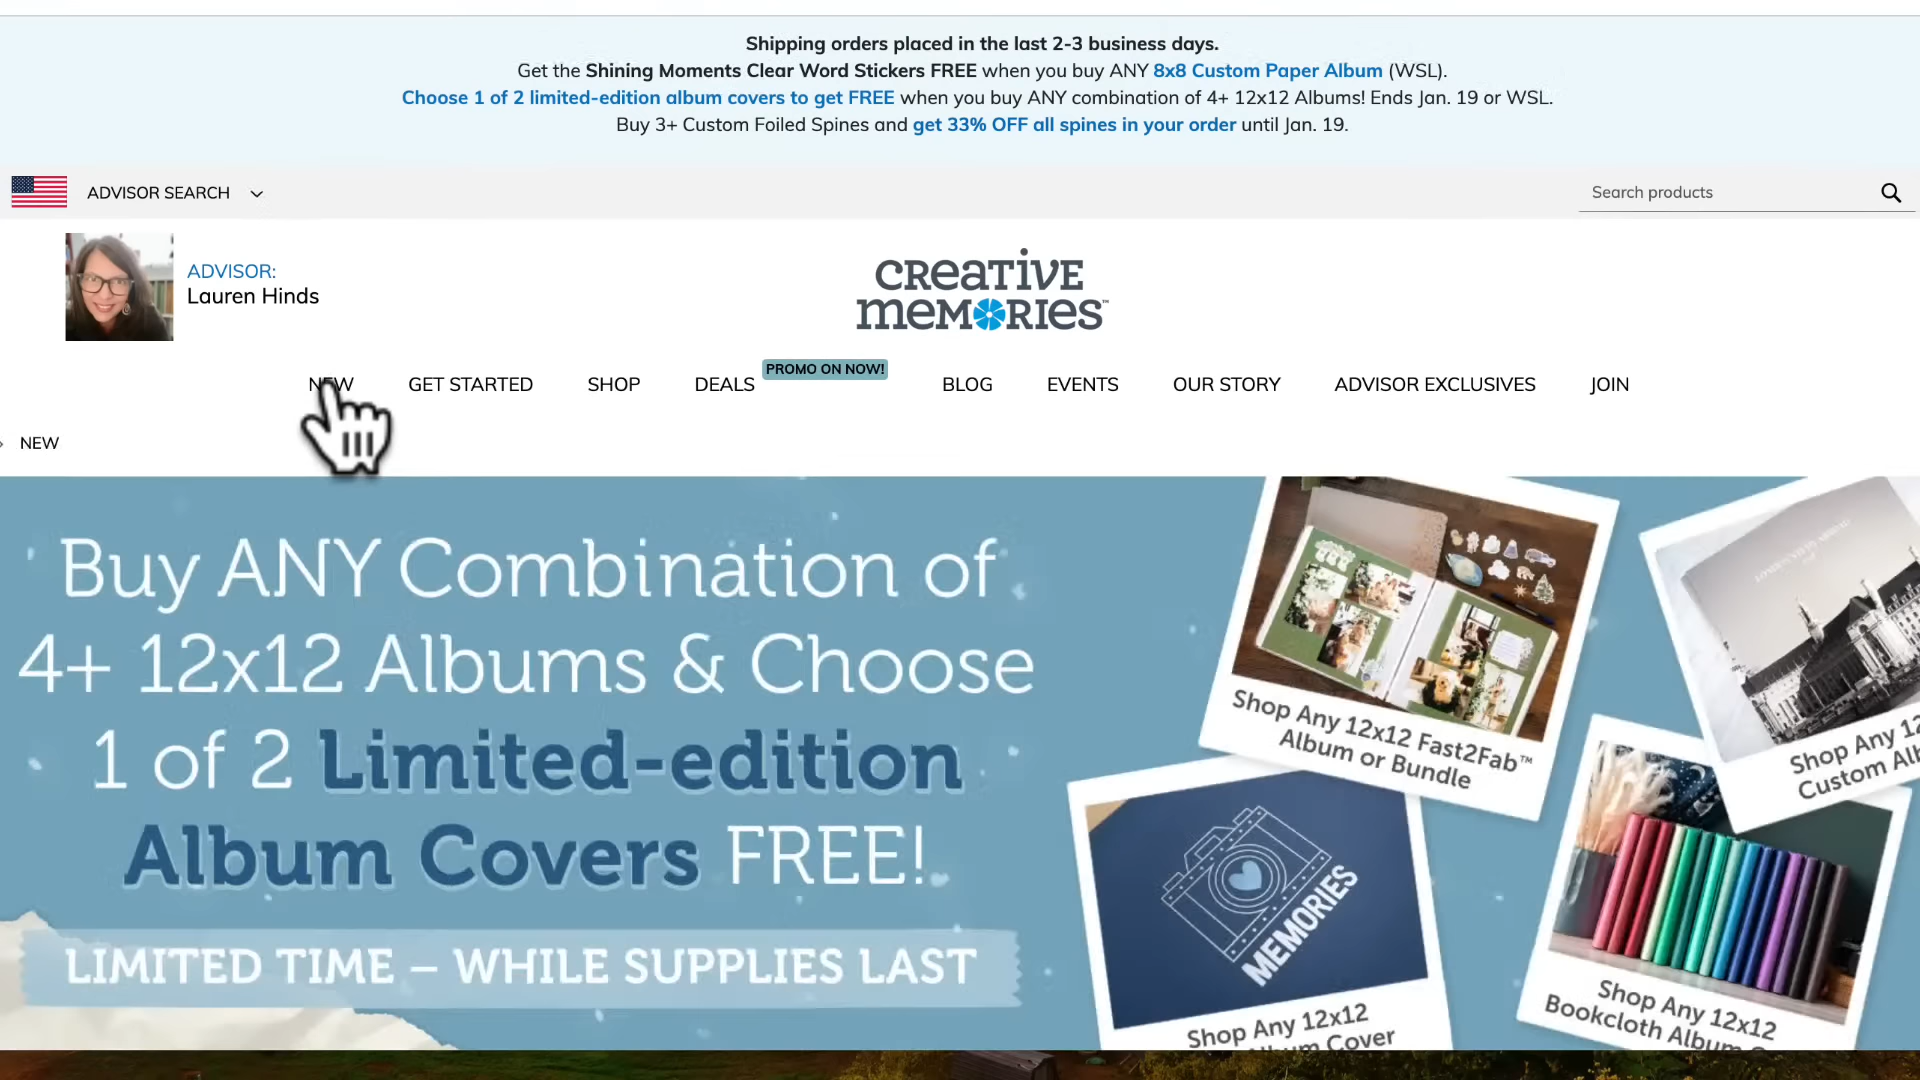 Shipping orders placed in the last 2-3 business days.
Get the Shining Moments Clear Word Stickers FREE when you buy ANY 8x8 Custom Paper Album (WSL).
Choose 1 of 2 limited-edition album covers to get FREE when you buy ANY combination of 4+ 12x12 Albums! Ends Jan. 19 or WSL.
Buy 3+ Custom Foiled Spines and get 33% OFF all spines in your order until Jan. 19.
ADVISOR SEARCH
Search products
ADVISOR:
Lauren Hinds
CREATIVE
MEMORIES™
NEW
GET STARTED
SHOP
DEALS
PROMO ON NOW!
BLOG
EVENTS
OUR STORY
ADVISOR EXCLUSIVES
JOIN
NEW
Buy ANY Combination of
4+ 12x12 Albums & Choose
1 of 2 Limited-edition
Album Covers FREE!
LIMITED TIME – WHILE SUPPLIES LAST
Shop Any 12x12 Fast2Fab™
Album or Bundle
Shop Any
Custom
MEMORIES
Shop Any 12x12
Cover
Shop Any 12x12
Bookcloth Album